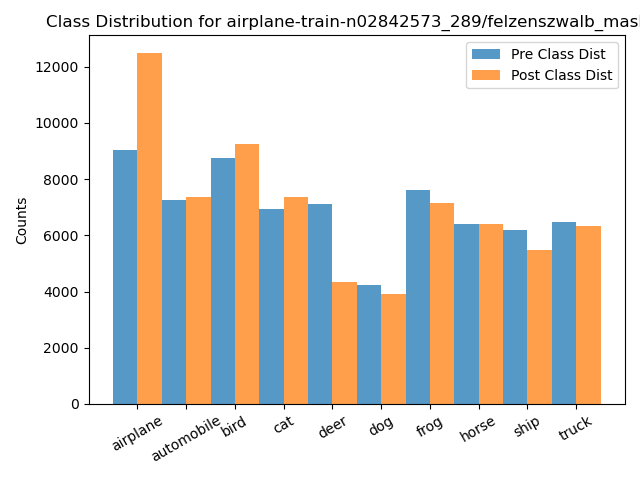 Class Distribution for airplane-train-n02842573_289/felzenszwalb_mas
Pre Class Dist
Post Class Dist
Counts
12000
10000
8000
6000
4000
2000
0
airplane
automobile
bird
cat
deer
dog
frog
horse
ship
truck